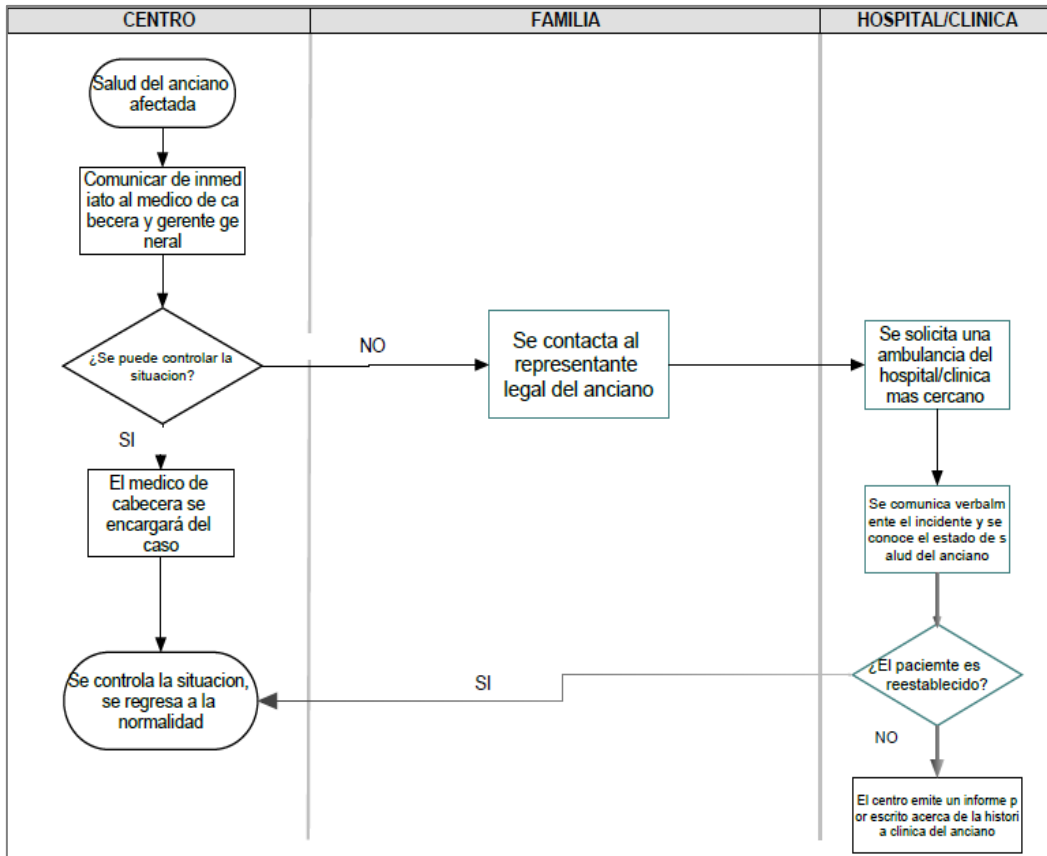 CENTRO
FAMILIA
HOSPITAL/CLINICA
Salud del anciano
afectada
Comunicar de inmed
iato al medico de ca
becera y gerente ge
neral
¿Se puede controlar la
situacion?
NO
Se contacta al
representante
legal del anciano
Se solicita una
ambulancia del
hospital/clinica
mas cercano
SI
El medico de
cabecera se
encargará del
caso
Se comunica verbalm
ente el incidente y se
conoce el estado de s
alud del anciano
¿El paciemte es
reestablecido?
SI
Se controla la situacion,
se regresa a la
normalidad
NO
El centro emite un informe p
or escrito acerca de la histori
a clinica del anciano